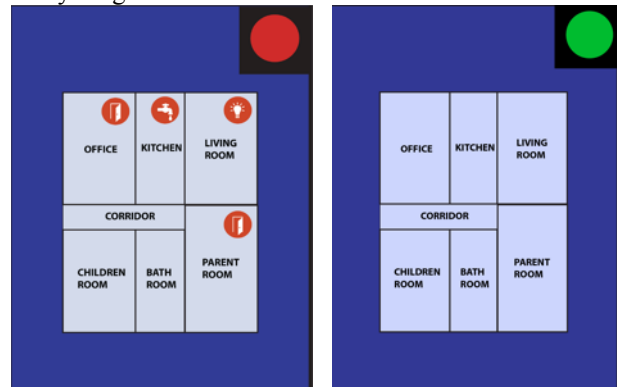 OFFICE
KITCHEN
LIVING
ROOM
CORRIDOR
CHILDREN
ROOM
BATH
ROOM
PARENT
ROOM
OFFICE
KITCHEN
LIVING
ROOM
CORRIDOR
CHILDREN
ROOM
BATH
ROOM
PARENT
ROOM